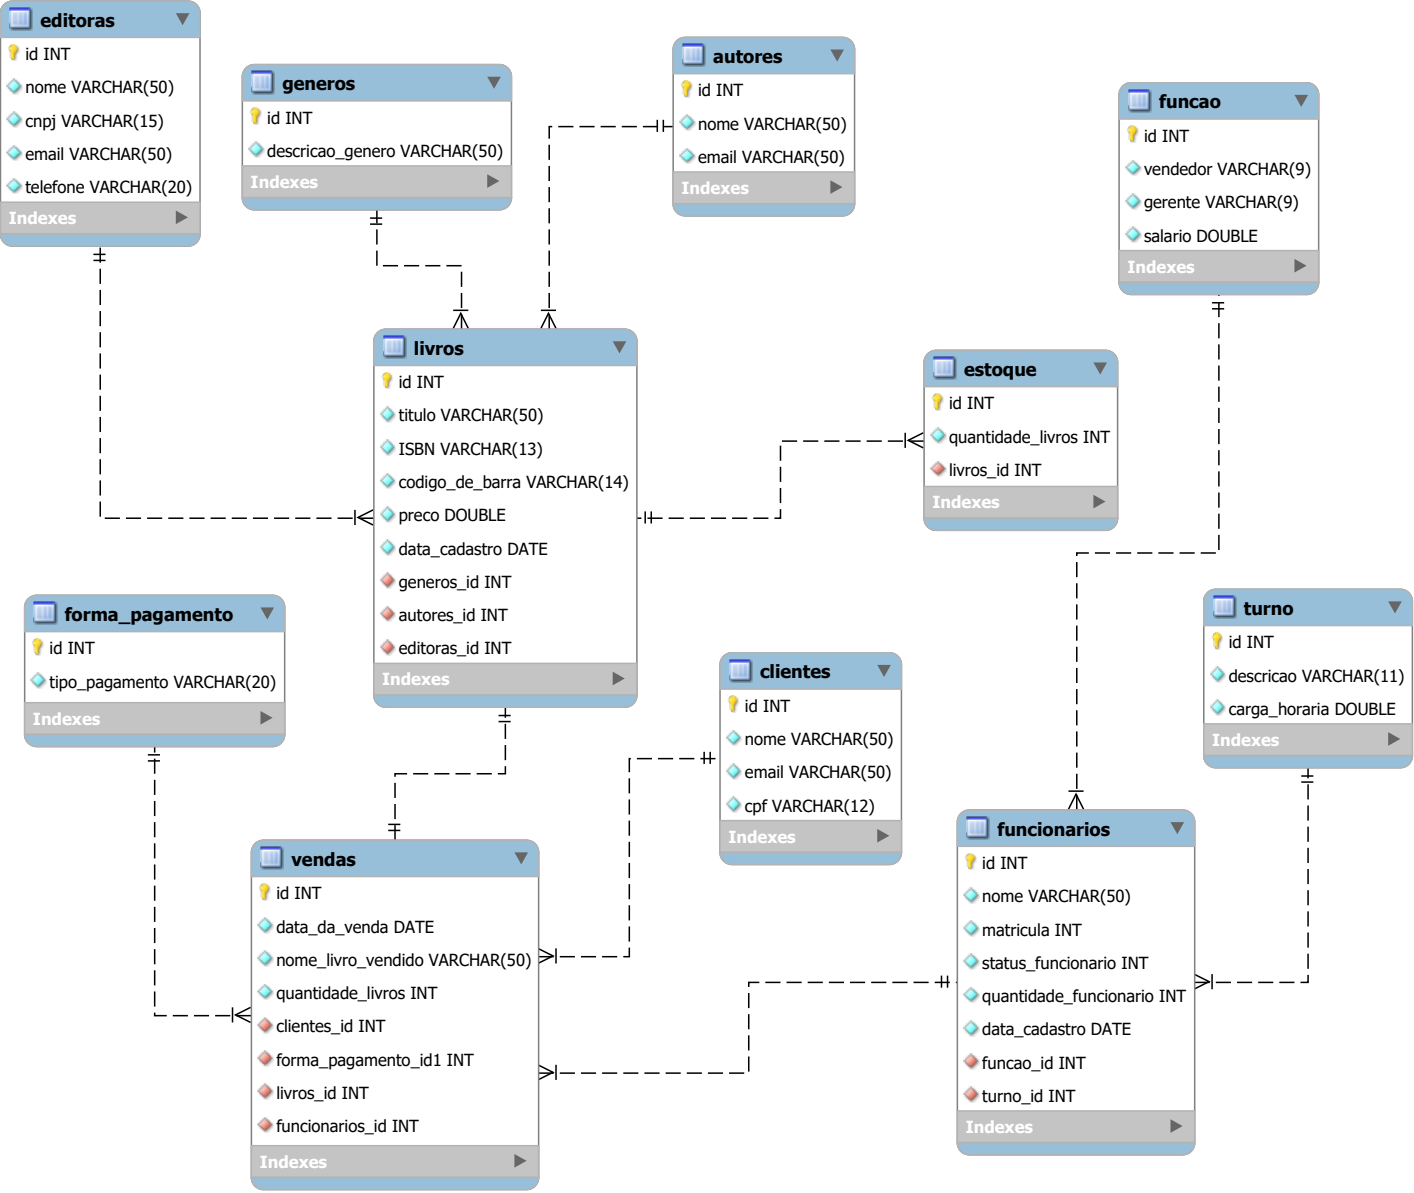 editoras
id INT
nome VARCHAR(50)
cnpj VARCHAR(15)
email VARCHAR(50)
telefone VARCHAR(20)
Indexes
generos
id INT
descricao_genero VARCHAR(50)
Indexes
autores
id INT
nome VARCHAR(50)
email VARCHAR(50)
Indexes
funcao
id INT
vendedor VARCHAR(9)
gerente VARCHAR(9)
salario DOUBLE
Indexes
livros
id INT
titulo VARCHAR(50)
ISBN VARCHAR(13)
codigo_de_barra VARCHAR(14)
preco DOUBLE
data_cadastro DATE
generos_id INT
autores_id INT
editoras_id INT
Indexes
estoque
id INT
quantidade_livros INT
livros_id INT
Indexes
forma_pagamento
id INT
tipo_pagamento VARCHAR(20)
Indexes
clientes
id INT
nome VARCHAR(50)
email VARCHAR(50)
cpf VARCHAR(12)
Indexes
turno
id INT
descricao VARCHAR(11)
carga_horaria DOUBLE
Indexes
vendas
id INT
data_da_venda DATE
nome_livro_vendido VARCHAR(50)
quantidade_livros INT
clientes_id INT
forma_pagamento_id1 INT
livros_id INT
funcionarios_id INT
Indexes
funcionarios
id INT
nome VARCHAR(50)
matricula INT
status_funcionario INT
quantidade_funcionario INT
data_cadastro DATE
funcao_id INT
turno_id INT
Indexes